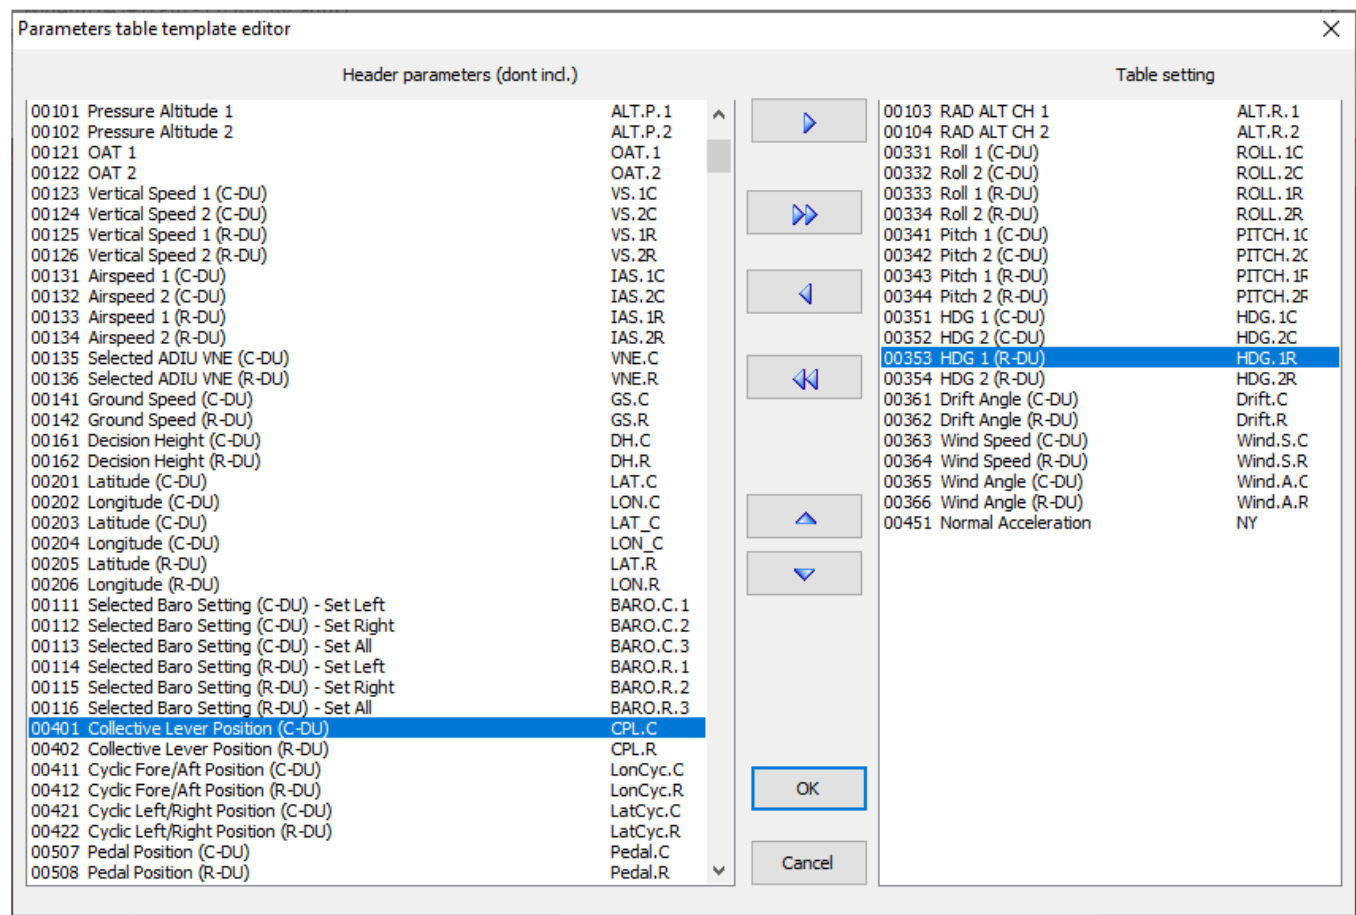 Parameters table template editor
Header parameters (dont incl.)
Table setting
00101 Pressure Altitude 1 ALT.P.1
00102 Pressure Altitude 2 ALT.P.2
00121 OAT 1 OAT.1
00122 OAT 2 OAT.2
00123 Vertical Speed 1 (C-DU) VS.1C
00124 Vertical Speed 2 (C-DU) VS.2C
00125 Vertical Speed 1 (R-DU) VS.1R
00126 Vertical Speed 2 (R-DU) VS.2R
00131 Airspeed 1 (C-DU) IAS.1C
00132 Airspeed 2 (C-DU) IAS.2C
00133 Airspeed 1 (R-DU) IAS.1R
00134 Airspeed 2 (R-DU) IAS.2R
00135 Selected ADIU VNE (C-DU) VNE.C
00136 Selected ADIU VNE (R-DU) VNE.R
00141 Ground Speed (C-DU) GS.C
00142 Ground Speed (R-DU) GS.R
00161 Decision Height (C-DU) DH.C
00162 Decision Height (R-DU) DH.R
00201 Latitude (C-DU) LAT.C
00202 Longitude (C-DU) LON.C
00203 Latitude (C-DU) LAT_C
00204 Longitude (C-DU) LON_C
00205 Latitude (R-DU) LAT.R
00206 Longitude (R-DU) LON.R
00111 Selected Baro Setting (C-DU) - Set Left BARO.C.1
00112 Selected Baro Setting (C-DU) - Set Right BARO.C.2
00113 Selected Baro Setting (C-DU) - Set All BARO.C.3
00114 Selected Baro Setting (R-DU) - Set Left BARO.R.1
00115 Selected Baro Setting (R-DU) - Set Right BARO.R.2
00116 Selected Baro Setting (R-DU) - Set All BARO.R.3
00401 Collective Lever Position (C-DU) CPL.C
00402 Collective Lever Position (R-DU) CPL.R
00411 Cyclic Fore/Aft Position (C-DU) LonCyc.C
00412 Cyclic Fore/Aft Position (R-DU) LonCyc.R
00421 Cyclic Left/Right Position (C-DU) LatCyc.C
00422 Cyclic Left/Right Position (R-DU) LatCyc.R
00507 Pedal Position (C-DU) Pedal.C
00508 Pedal Position (R-DU) Pedal.R
OK
Cancel
00103 RAD ALT CH 1 ALT.R.1
00104 RAD ALT CH 2 ALT.R.2
00331 Roll 1 (C-DU) ROLL.1C
00332 Roll 2 (C-DU) ROLL.2C
00333 Roll 1 (R-DU) ROLL.1R
00334 Roll 2 (R-DU) ROLL.2R
00341 Pitch 1 (C-DU) PITCH.1C
00342 Pitch 2 (C-DU) PITCH.2C
00343 Pitch 1 (R-DU) PITCH.1R
00344 Pitch 2 (R-DU) PITCH.2R
00351 HDG 1 (C-DU) HDG.1C
00352 HDG 2 (C-DU) HDG.2C
00353 HDG 1 (R-DU) HDG.1R
00354 HDG 2 (R-DU) HDG.2R
00361 Drift Angle (C-DU) Drift.C
00362 Drift Angle (R-DU) Drift.R
00363 Wind Speed (C-DU) Wind.S.C
00364 Wind Speed (R-DU) Wind.S.R
00365 Wind Angle (C-DU) Wind.A.C
00366 Wind Angle (R-DU) Wind.A.R
00451 Normal Acceleration NY